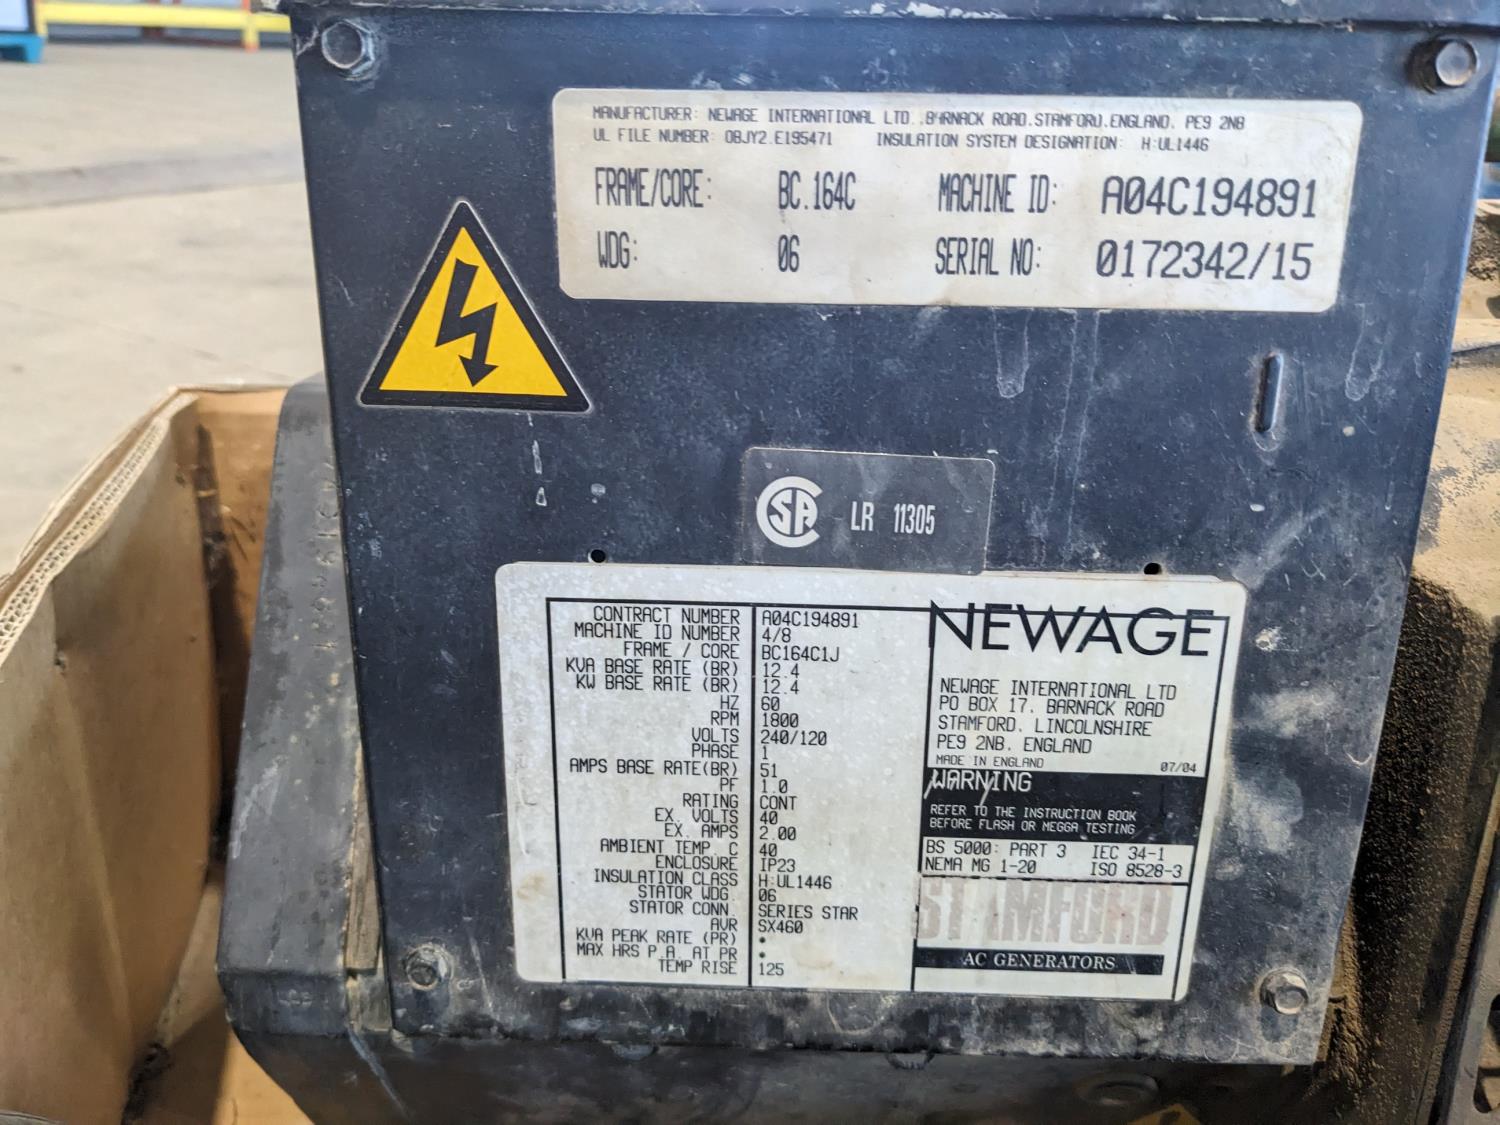 MANUFACTURER: NEWAGE INTERNATIONAL LTD..BARNACK ROAD.STAMFORD.ENGLAND. PE9 2NB
UL FILE NUMBER: OBJY2.E195471 INSULATION SYSTEM DESIGNATION: H:UL1446
FRAME/CORE: BC.164C MACHINE ID: A04C194891
WDG: 06 SERIAL NO: 0172342/15
CSA LR 11305
CONTRACT NUMBER A04C194891
MACHINE ID NUMBER 4/8
FRAME / CORE BC164C1J
KVA BASE RATE (BR) 12.4
KW BASE RATE (BR) 12.4
HZ 60
RPM 1800
VOLTS 240/120
PHASE 1
AMPS BASE RATE(BR) 51
PF 1.0
RATING CONT
EX. VOLTS 40
EX. AMPS 2.00
AMBIENT TEMP. C 40
ENCLOSURE IP23
INSULATION CLASS H:UL1446
STATOR WDG. 06
STATOR CONN. SERIES STAR
AVR SX460
KVA PEAK RATE (PR) *
MAX HRS P.A. AT PR *
TEMP RISE 125
NEWAGE
NEWAGE INTERNATIONAL LTD
PO BOX 17. BARNACK ROAD
STAMFORD. LINCOLNSHIRE
PE9 2NB. ENGLAND
MADE IN ENGLAND 07/04
WARNING
REFER TO THE INSTRUCTION BOOK
BEFORE FLASH OR MEGGA TESTING
BS 5000: PART 3 IEC 34-1
NEMA MG 1-20 ISO 8528-3
STAMFORD
AC GENERATORS